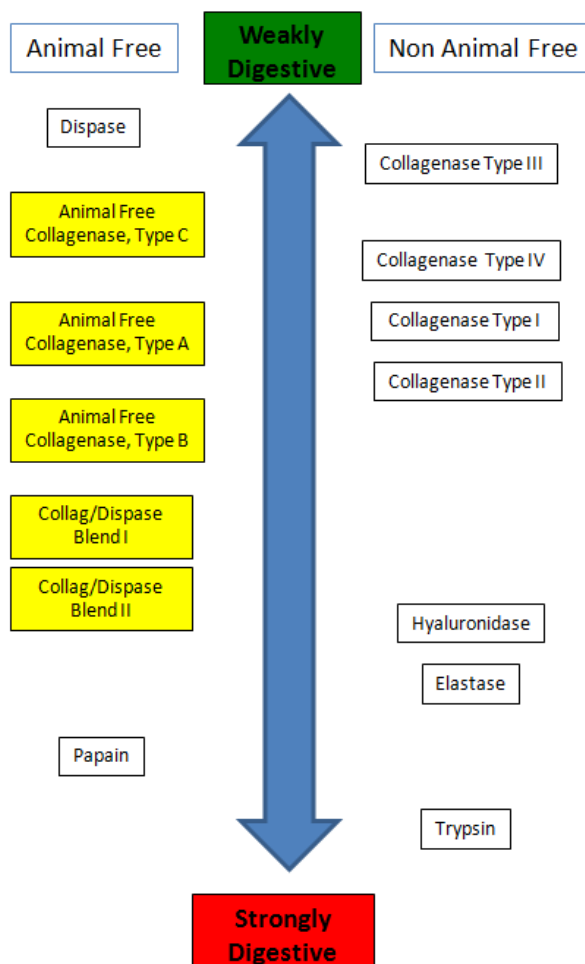 Animal Free
Weakly
Digestive
Non Animal Free
Dispase
Collagenase Type III
Animal Free
Collagenase, Type C
Collagenase Type IV
Animal Free
Collagenase, Type A
Collagenase Type I
Collagenase Type II
Animal Free
Collagenase, Type B
Collag/Dispase
Blend I
Collag/Dispase
Blend II
Hyaluronidase
Elastase
Papain
Trypsin
Strongly
Digestive